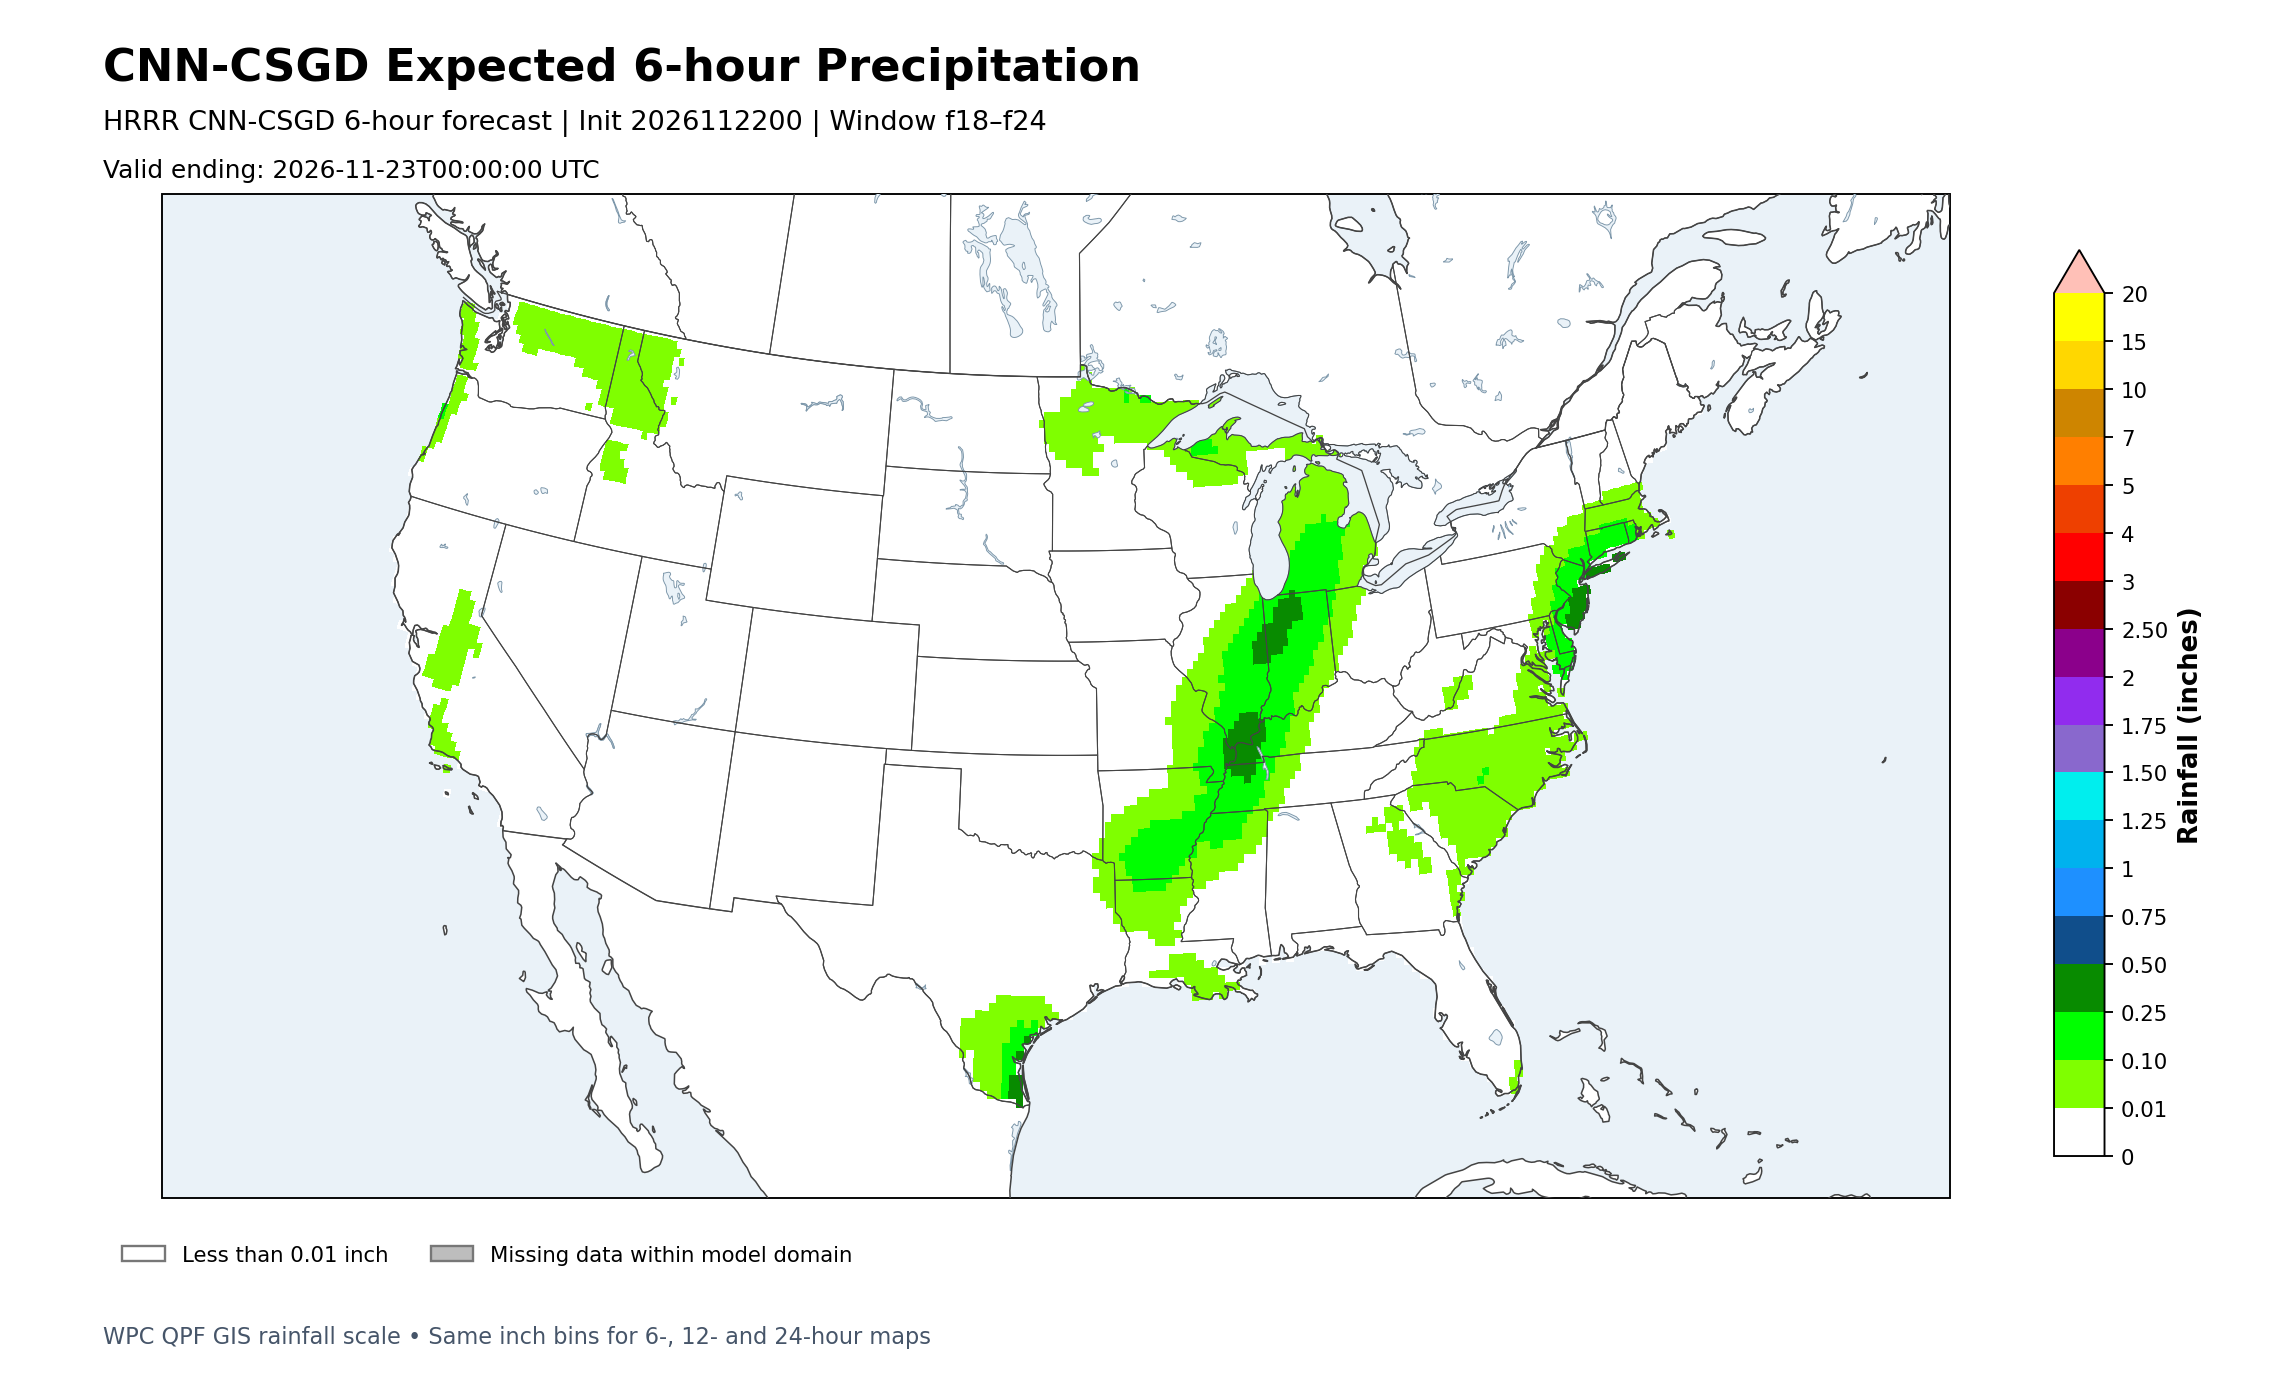 CNN-CSGD Expected 6-hour Precipitation
HRRR CNN-CSGD 6-hour forecast | Init 2026112200 | Window f18–f24
Valid ending: 2026-11-23T00:00:00 UTC
20
15
10
7
5
4
3
2.50
2
1.75
1.50
1.25
1
0.75
0.50
0.25
0.10
0.01
0
Rainfall (inches)
Less than 0.01 inch
Missing data within model domain
WPC QPF GIS rainfall scale • Same inch bins for 6-, 12- and 24-hour maps